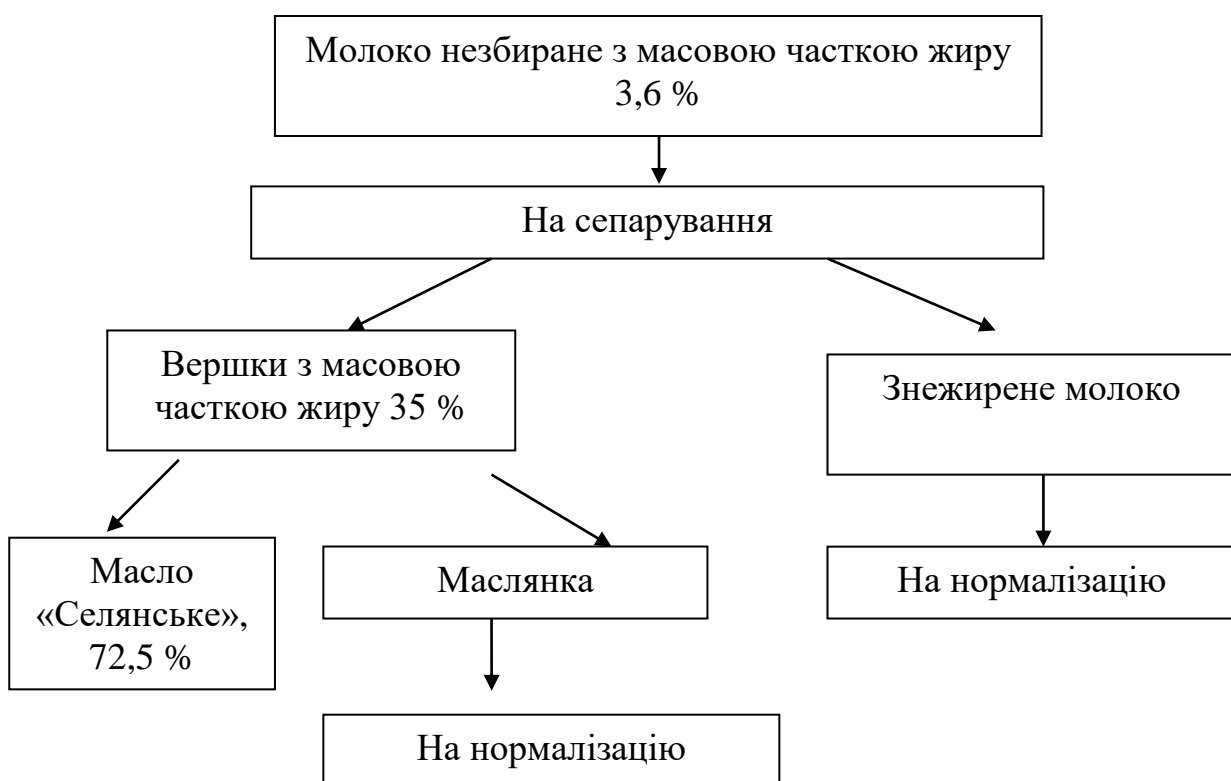 Молоко незбиране з масовою часткою жиру
3,6 %
На сепарування
Вершки з масовою
часткою жиру 35 %
Знежирене молоко
Масло
«Селянське»,
72,5 %
Маслянка
На нормалізацію
На нормалізацію